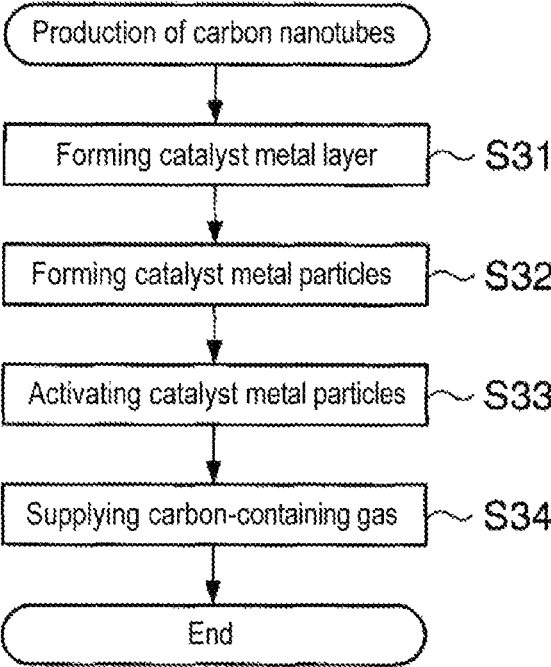 Production of carbon nanotubes
Forming catalyst metal layer S31
Forming catalyst metal particles S32
Activating catalyst metal particles S33
Supplying carbon-containing gas S34
End